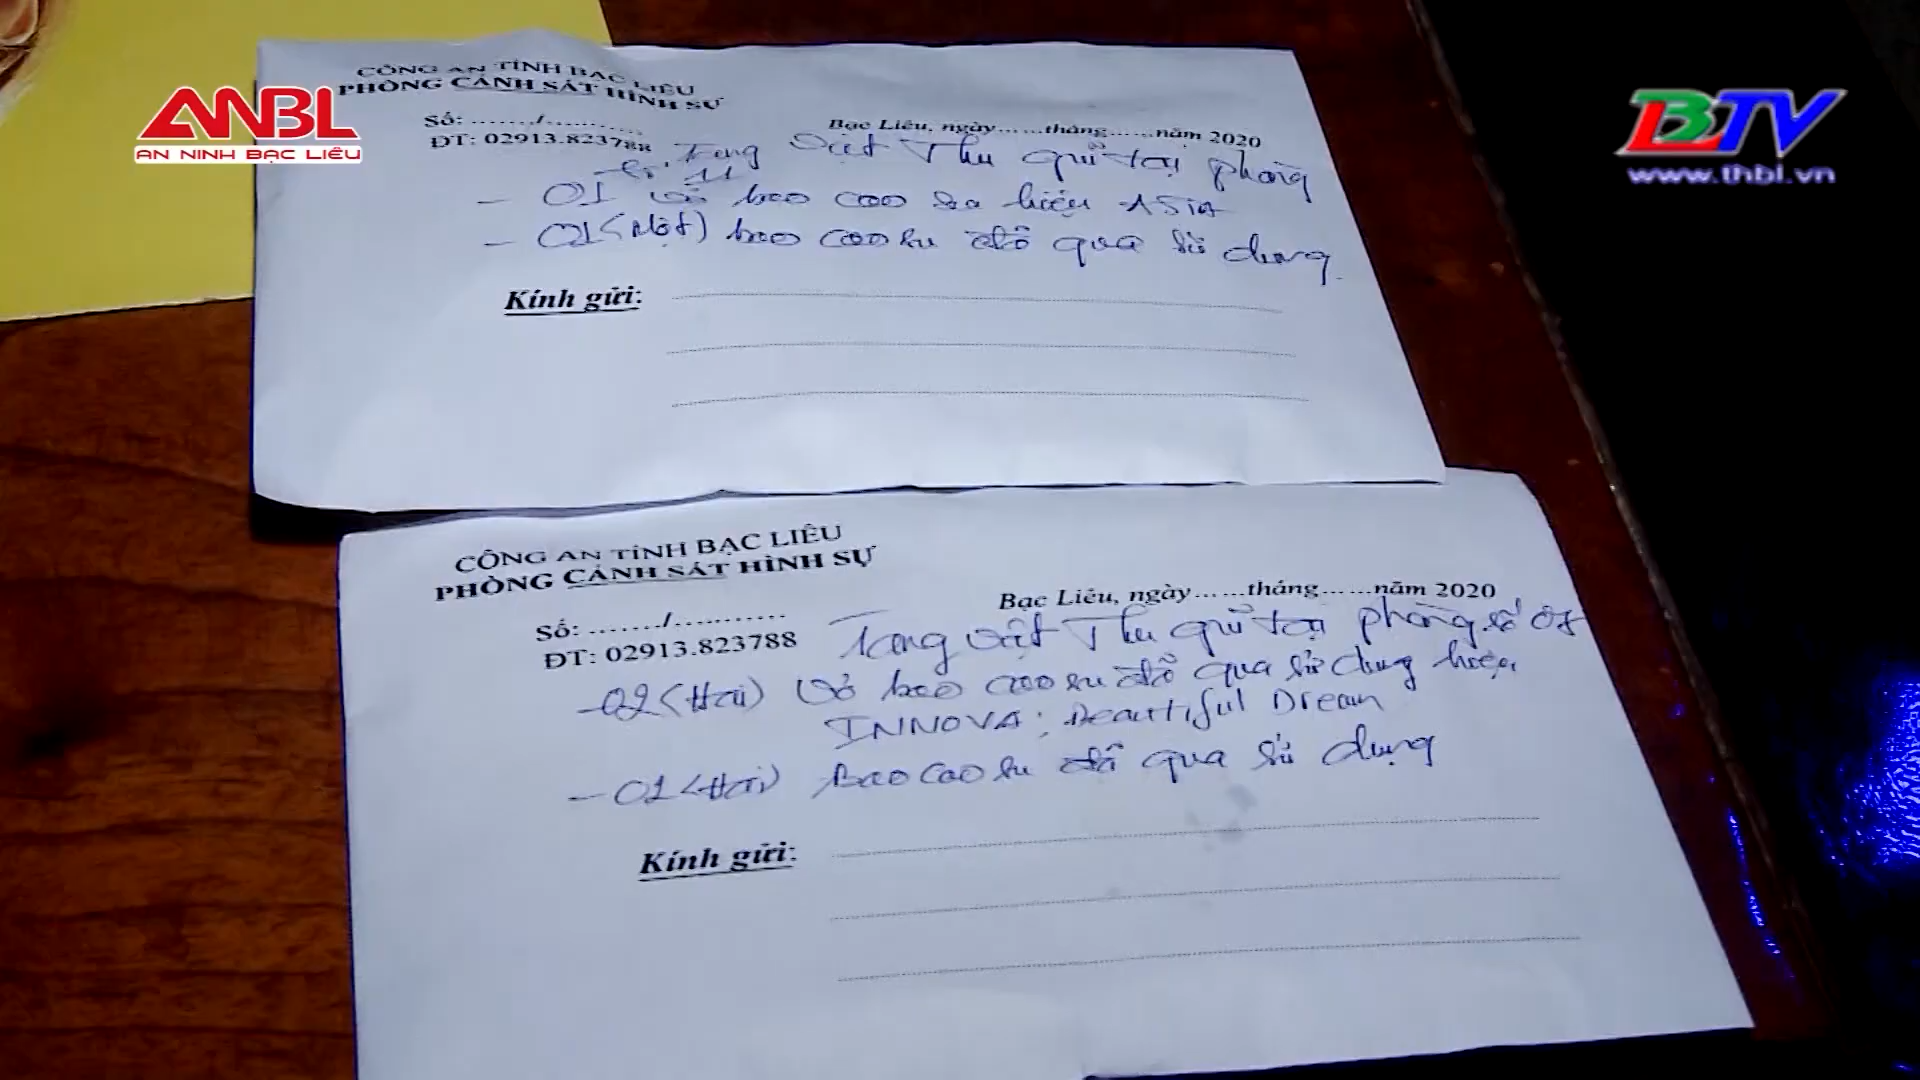 ANBL
AN NINH BẠC LIÊU
BTV
www.thbl.vn
CÔNG AN TỈNH BẠC LIÊU
PHÒNG CẢNH SÁT HÌNH SỰ
Số: ......./............
ĐT: 02913.823788
Bạc Liêu, ngày......tháng......năm 2020
Tang vật Thu giữ tại phòng
số 11
- 01 vỏ bao cao su hiệu ASIA
- 01 (Một) bao cao su đã qua sử dụng
Kính gửi:
CÔNG AN TỈNH BẠC LIÊU
PHÒNG CẢNH SÁT HÌNH SỰ
Số: ......./............
ĐT: 02913.823788
Bạc Liêu, ngày......tháng......năm 2020
Tang vật Thu giữ tại phòng số
- 02 (Hai) vỏ bao cao su đã qua sử dụng hiệu
INNOVA; Beautiful Dream
- 01 (Hai) Bao cao su đã qua sử dụng
Kính gửi: